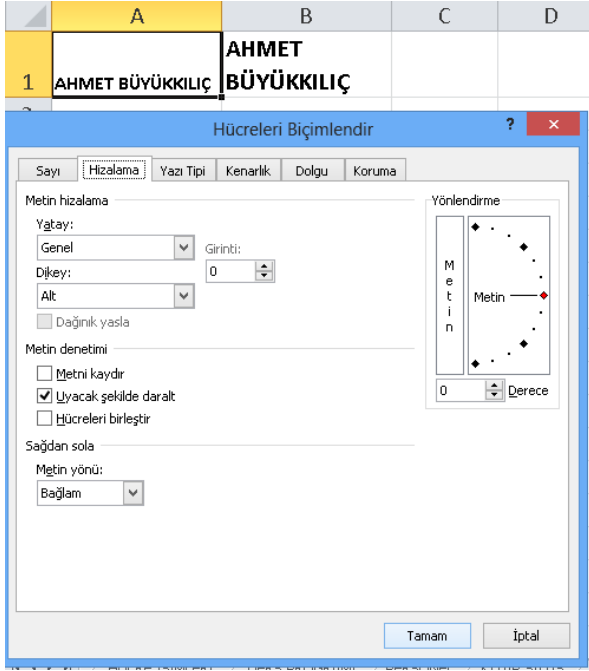 A B C D
AHMET
1 AHMET BÜYÜKKILIÇ BÜYÜKKILIÇ
Hücreleri Biçimlendir ? ×
Sayı Hizalama Yazı Tipi Kenarlık Dolgu Koruma
Metin hizalama
Yatay:
Genel
Girinti:
0
Dikey:
Alt
Dağınık yasla
Metin denetimi
Metni kaydır
Uyacak şekilde daralt
Hücreleri birleştir
Sağdan sola
Metin yönü:
Bağlam
Yönlendirme
Metin
Metin
0 Derece
Tamam İptal